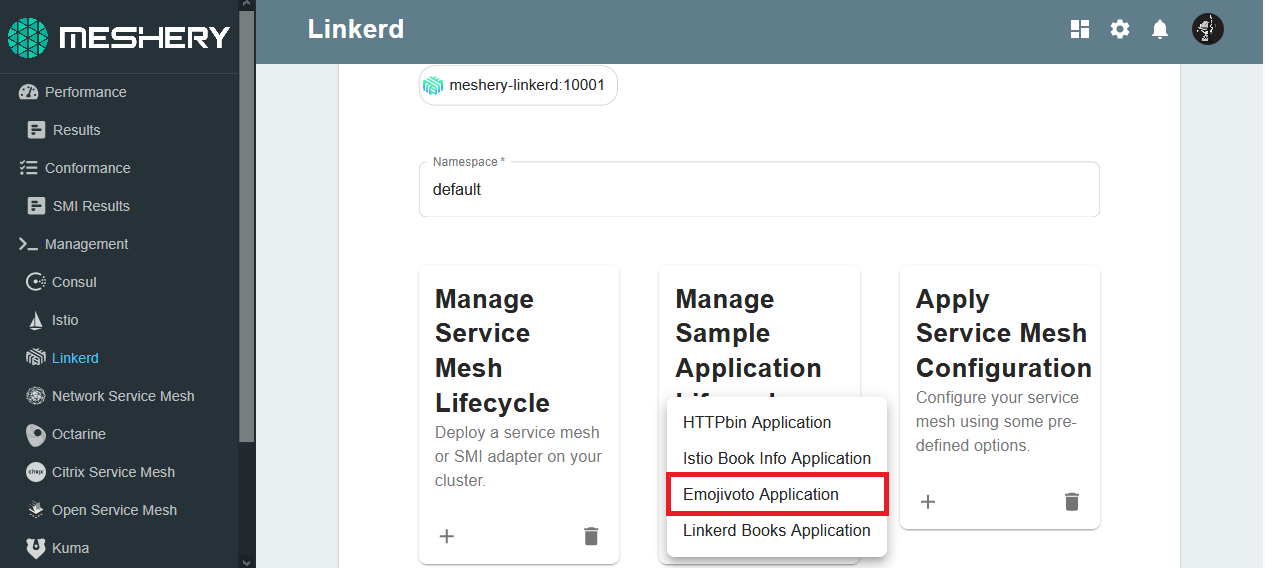 MESHERY
Performance
Results
Conformance
SMI Results
Management
Consul
Istio
Linkerd
Network Service Mesh
Octarine
Citrix Service Mesh
Open Service Mesh
Kuma
Linkerd
meshery-linkerd:10001
Namespace *
default
Manage
Service
Mesh
Lifecycle
Deploy a service mesh
or SMI adapter on your
cluster.
Manage
Sample
Application
HTTPbin Application
Istio Book Info Application
Emojivoto Application
Linkerd Books Application
Apply
Service Mesh
Configuration
Configure your service
mesh using some pre-
defined options.